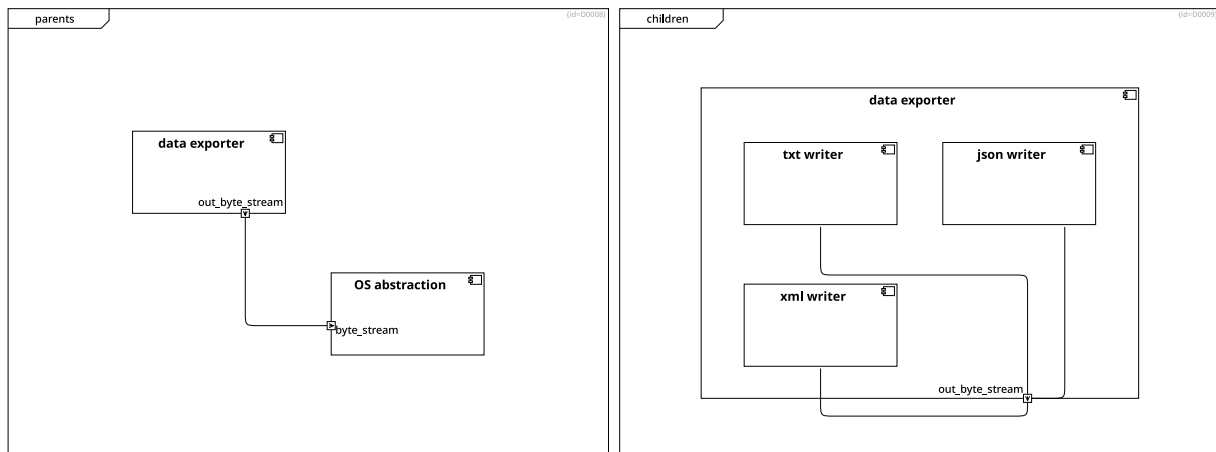 parents
{id=D0008}
data exporter
out_byte_stream
OS abstraction
byte_stream
children
{id=D0009}
data exporter
txt writer
json writer
xml writer
out_byte_stream